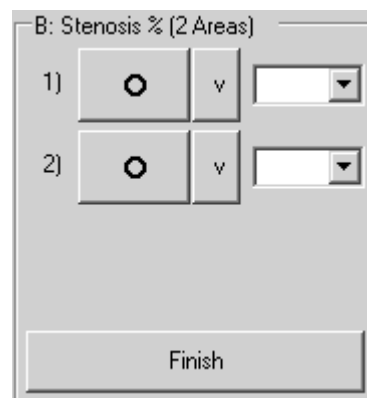 B: Stenosis % (2 Areas)
1) v
2) v
Finish